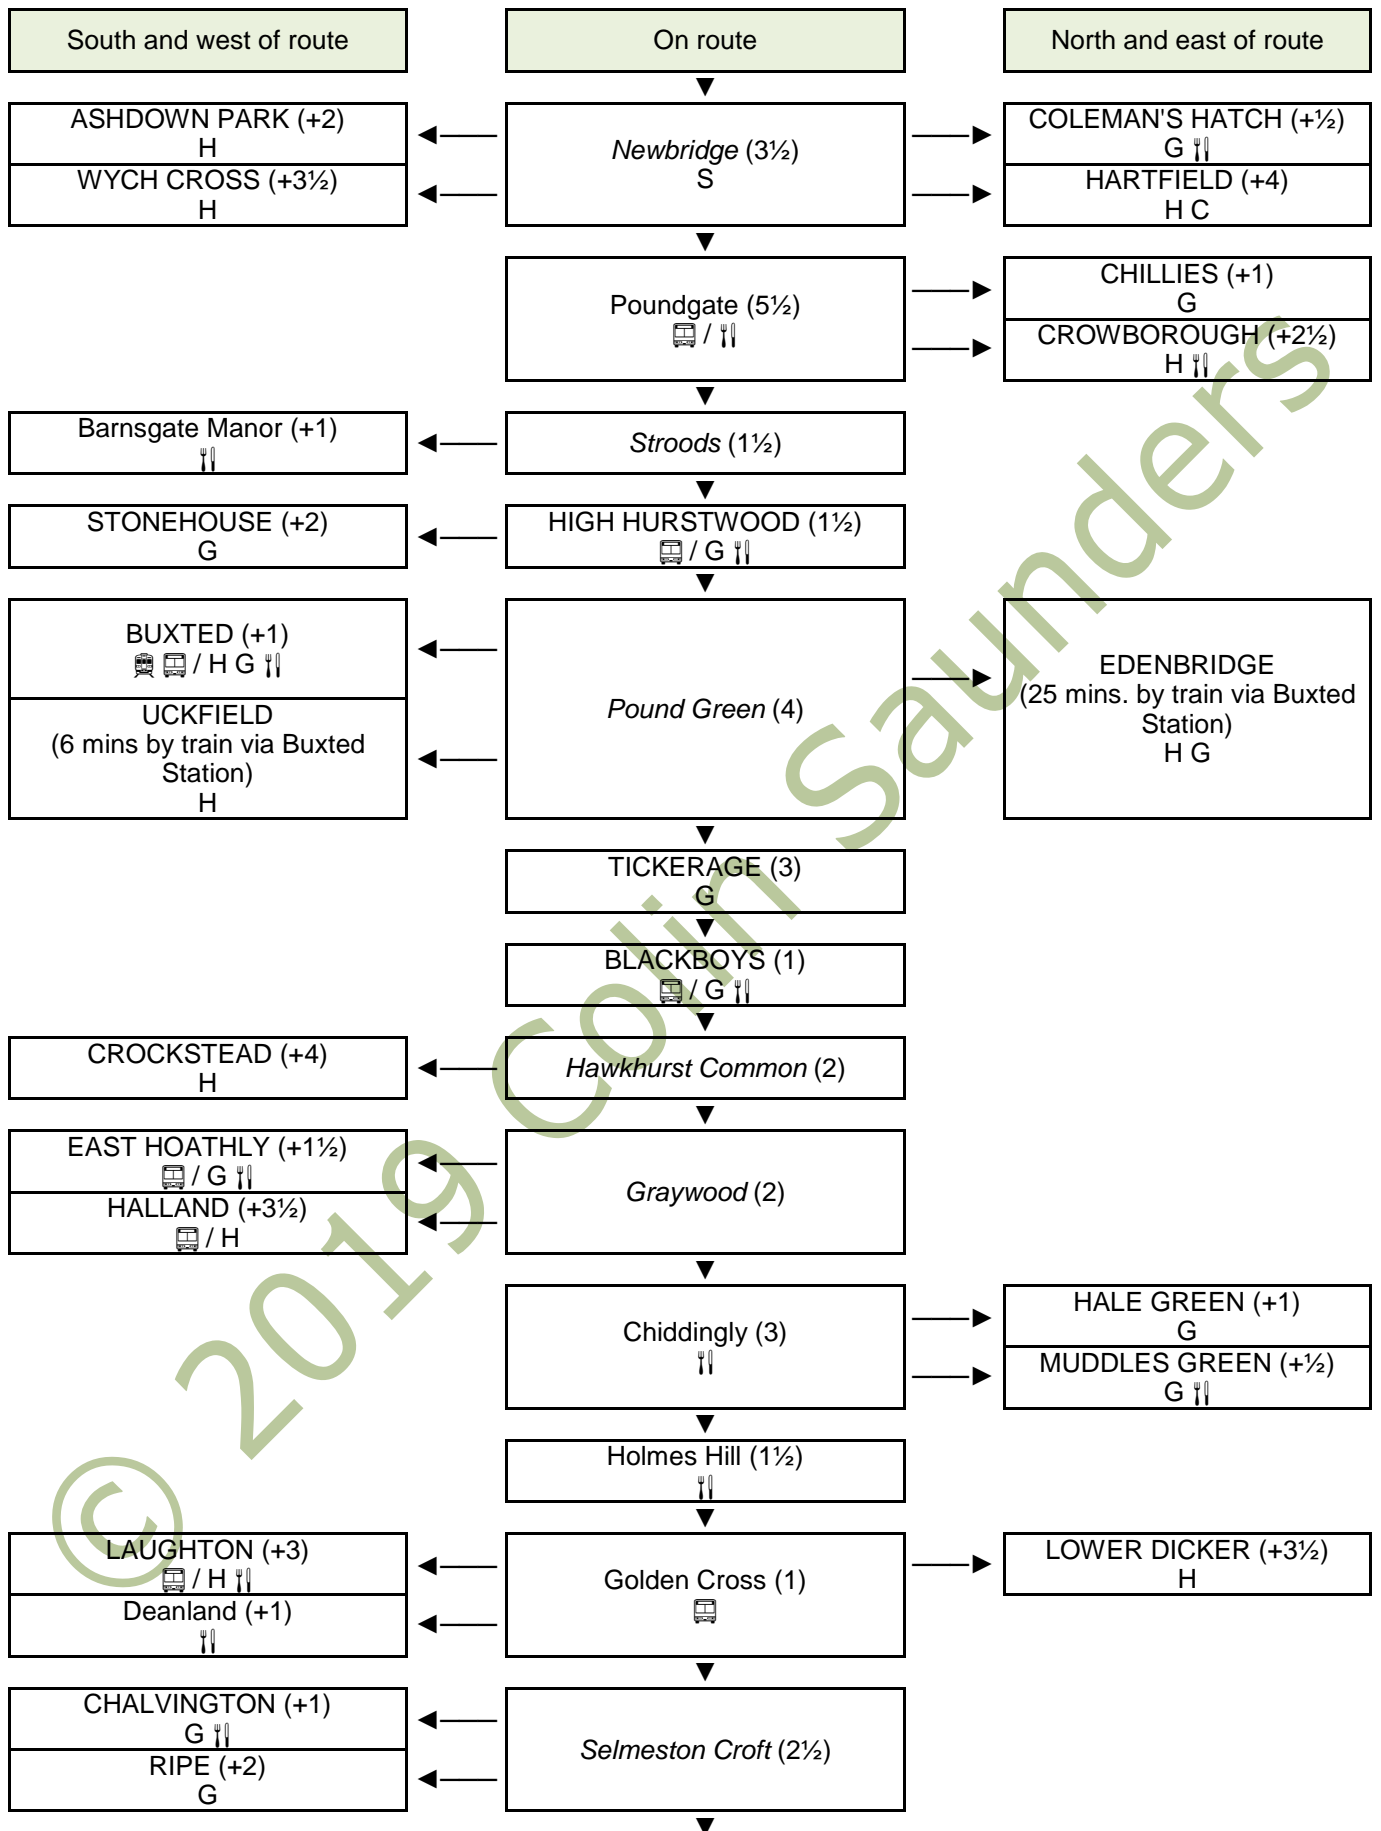 South and west of route
On route
North and east of route
ASHDOWN PARK (+2)
H
WYCH CROSS (+3½)
H
Newbridge (3½)
S
COLEMAN'S HATCH (+½)
G
HARTFIELD (+4)
H C
Poundgate (5½)
/
CHILLIES (+1)
G
CROWBOROUGH (+2½)
H
Barnsgate Manor (+1)
Stroods (1½)
STONEHOUSE (+2)
G
HIGH HURSTWOOD (1½)
/ G
BUXTED (+1)
/ H G
UCKFIELD
(6 mins by train via Buxted
Station)
H
Pound Green (4)
EDENBRIDGE
(25 mins. by train via Buxted
Station)
H G
TICKERAGE (3)
G
BLACKBOYS (1)
/ G
CROCKSTEAD (+4)
H
Hawkhurst Common (2)
EAST HOATHLY (+1½)
/ G
HALLAND (+3½)
/ H
Graywood (2)
Chiddingly (3)
HALE GREEN (+1)
G
MUDDLES GREEN (+½)
G
Holmes Hill (1½)
LAUGHTON (+3)
/ H
Deanland (+1)
Golden Cross (1)
LOWER DICKER (+3½)
H
CHALVINGTON (+1)
G
RIPE (+2)
G
Selmeston Croft (2½)
© 2019 Colin Saunders